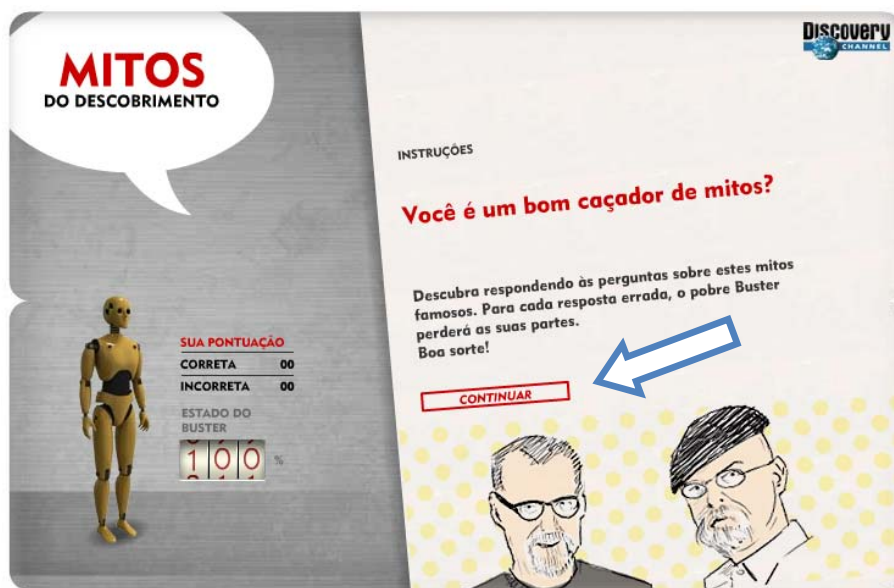 MITOS
DO DESCOBRIMENTO
Discovery
CHANNEL
INSTRUÇÕES
Você é um bom caçador de mitos?
Descubra respondendo às perguntas sobre estes mitos
famosos. Para cada resposta errada, o pobre Buster
perderá as suas partes.
Boa sorte!
CONTINUAR
SUA PONTUAÇÃO
CORRETA 00
INCORRETA 00
ESTADO DO
BUSTER
100 %